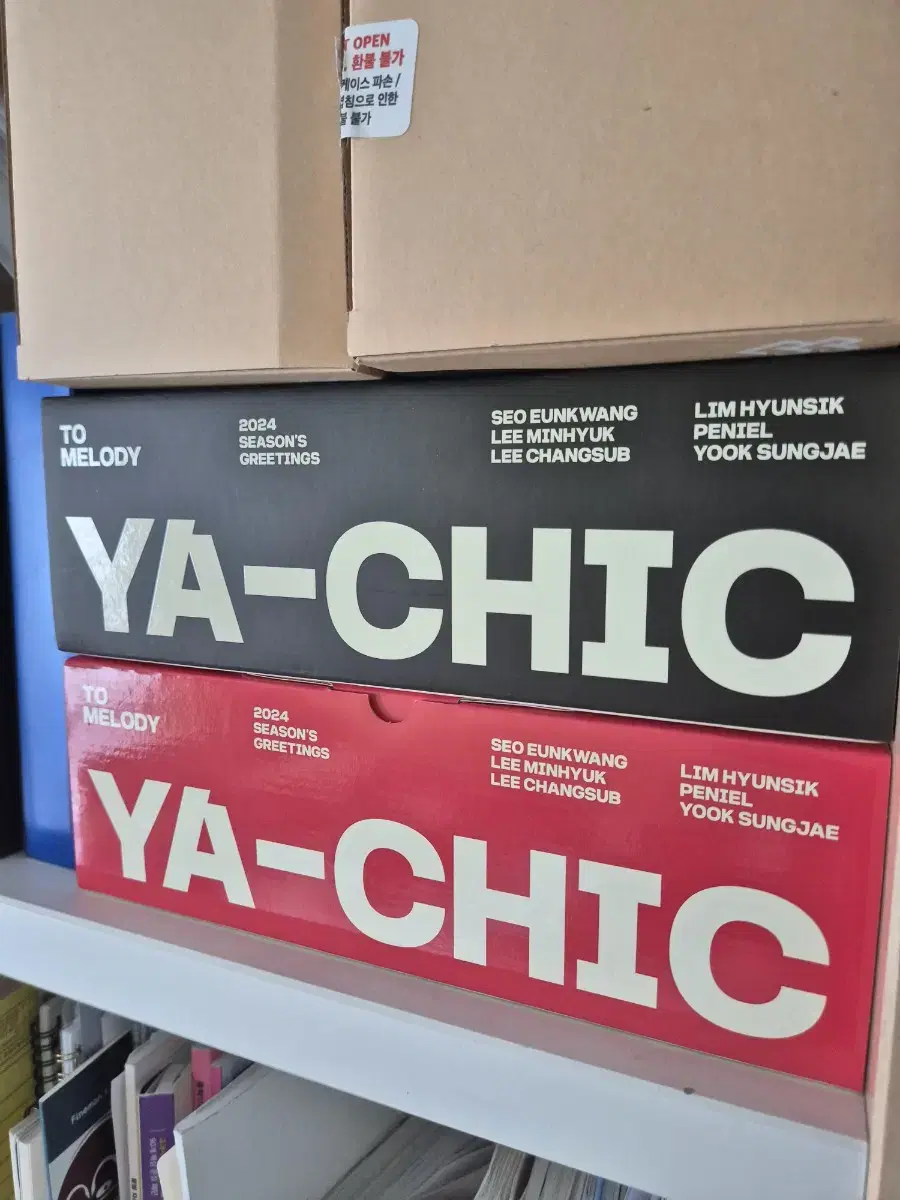 OPEN
환불 불가
케이스 파손 /
으로 인한
불가
TO
MELODY
2024
SEASON'S
GREETINGS
SEO EUNKWANG
LEE MINHYUK
LEE CHANGSUB
LIM HYUNSIK
PENIEL
YOOK SUNGJAE
YA-CHIC
TO
MELODY
2024
SEASON'S
GREETINGS
SEO EUNKWANG
LEE MINHYUK
LEE CHANGSUB
LIM HYUNSIK
PENIEL
YOOK SUNGJAE
YA-CHIC